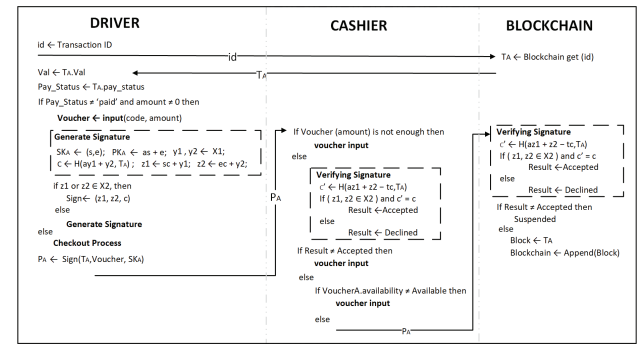 DRIVER
CASHIER
BLOCKCHAIN
id ← Transaction ID
id
TA ← Blockchain get (id)
Val ← TA.Val
TA
Pay_Status ← TA.pay_status
If Pay_Status ≠ 'paid' and amount ≠ 0 then
Voucher ← input(code, amount)
Generate Signature
SKA ← (s,e); PKA ← as + e; y1 , y2 ← X1;
c ← H(ay1 + y2, TA) ; z1 ← sc + y1; z2 ← ec + y2;
if z1 or z2 ∈ X2, then
Sign← (z1, z2, c)
else
Generate Signature
else
Checkout Process
PA ← Sign(TA,Voucher, SKA)
PA
If Voucher (amount) is not enough then
voucher input
else
Verifying Signature
c' ← H(az1 + z2 − tc,TA)
If ( z1, z2 ∈ X2 ) and c' = c
Result ←Accepted
else
Result ← Declined
If Result ≠ Accepted then
voucher input
else
If VoucherA.availability ≠ Available then
voucher input
else
PA
Verifying Signature
c' ← H(az1 + z2 − tc,TA)
If ( z1, z2 ∈ X2 ) and c' = c
Result ←Accepted
else
Result ← Declined
If Result ≠ Accepted then
Suspended
else
Block ← TA
Blockchain ← Append(Block)